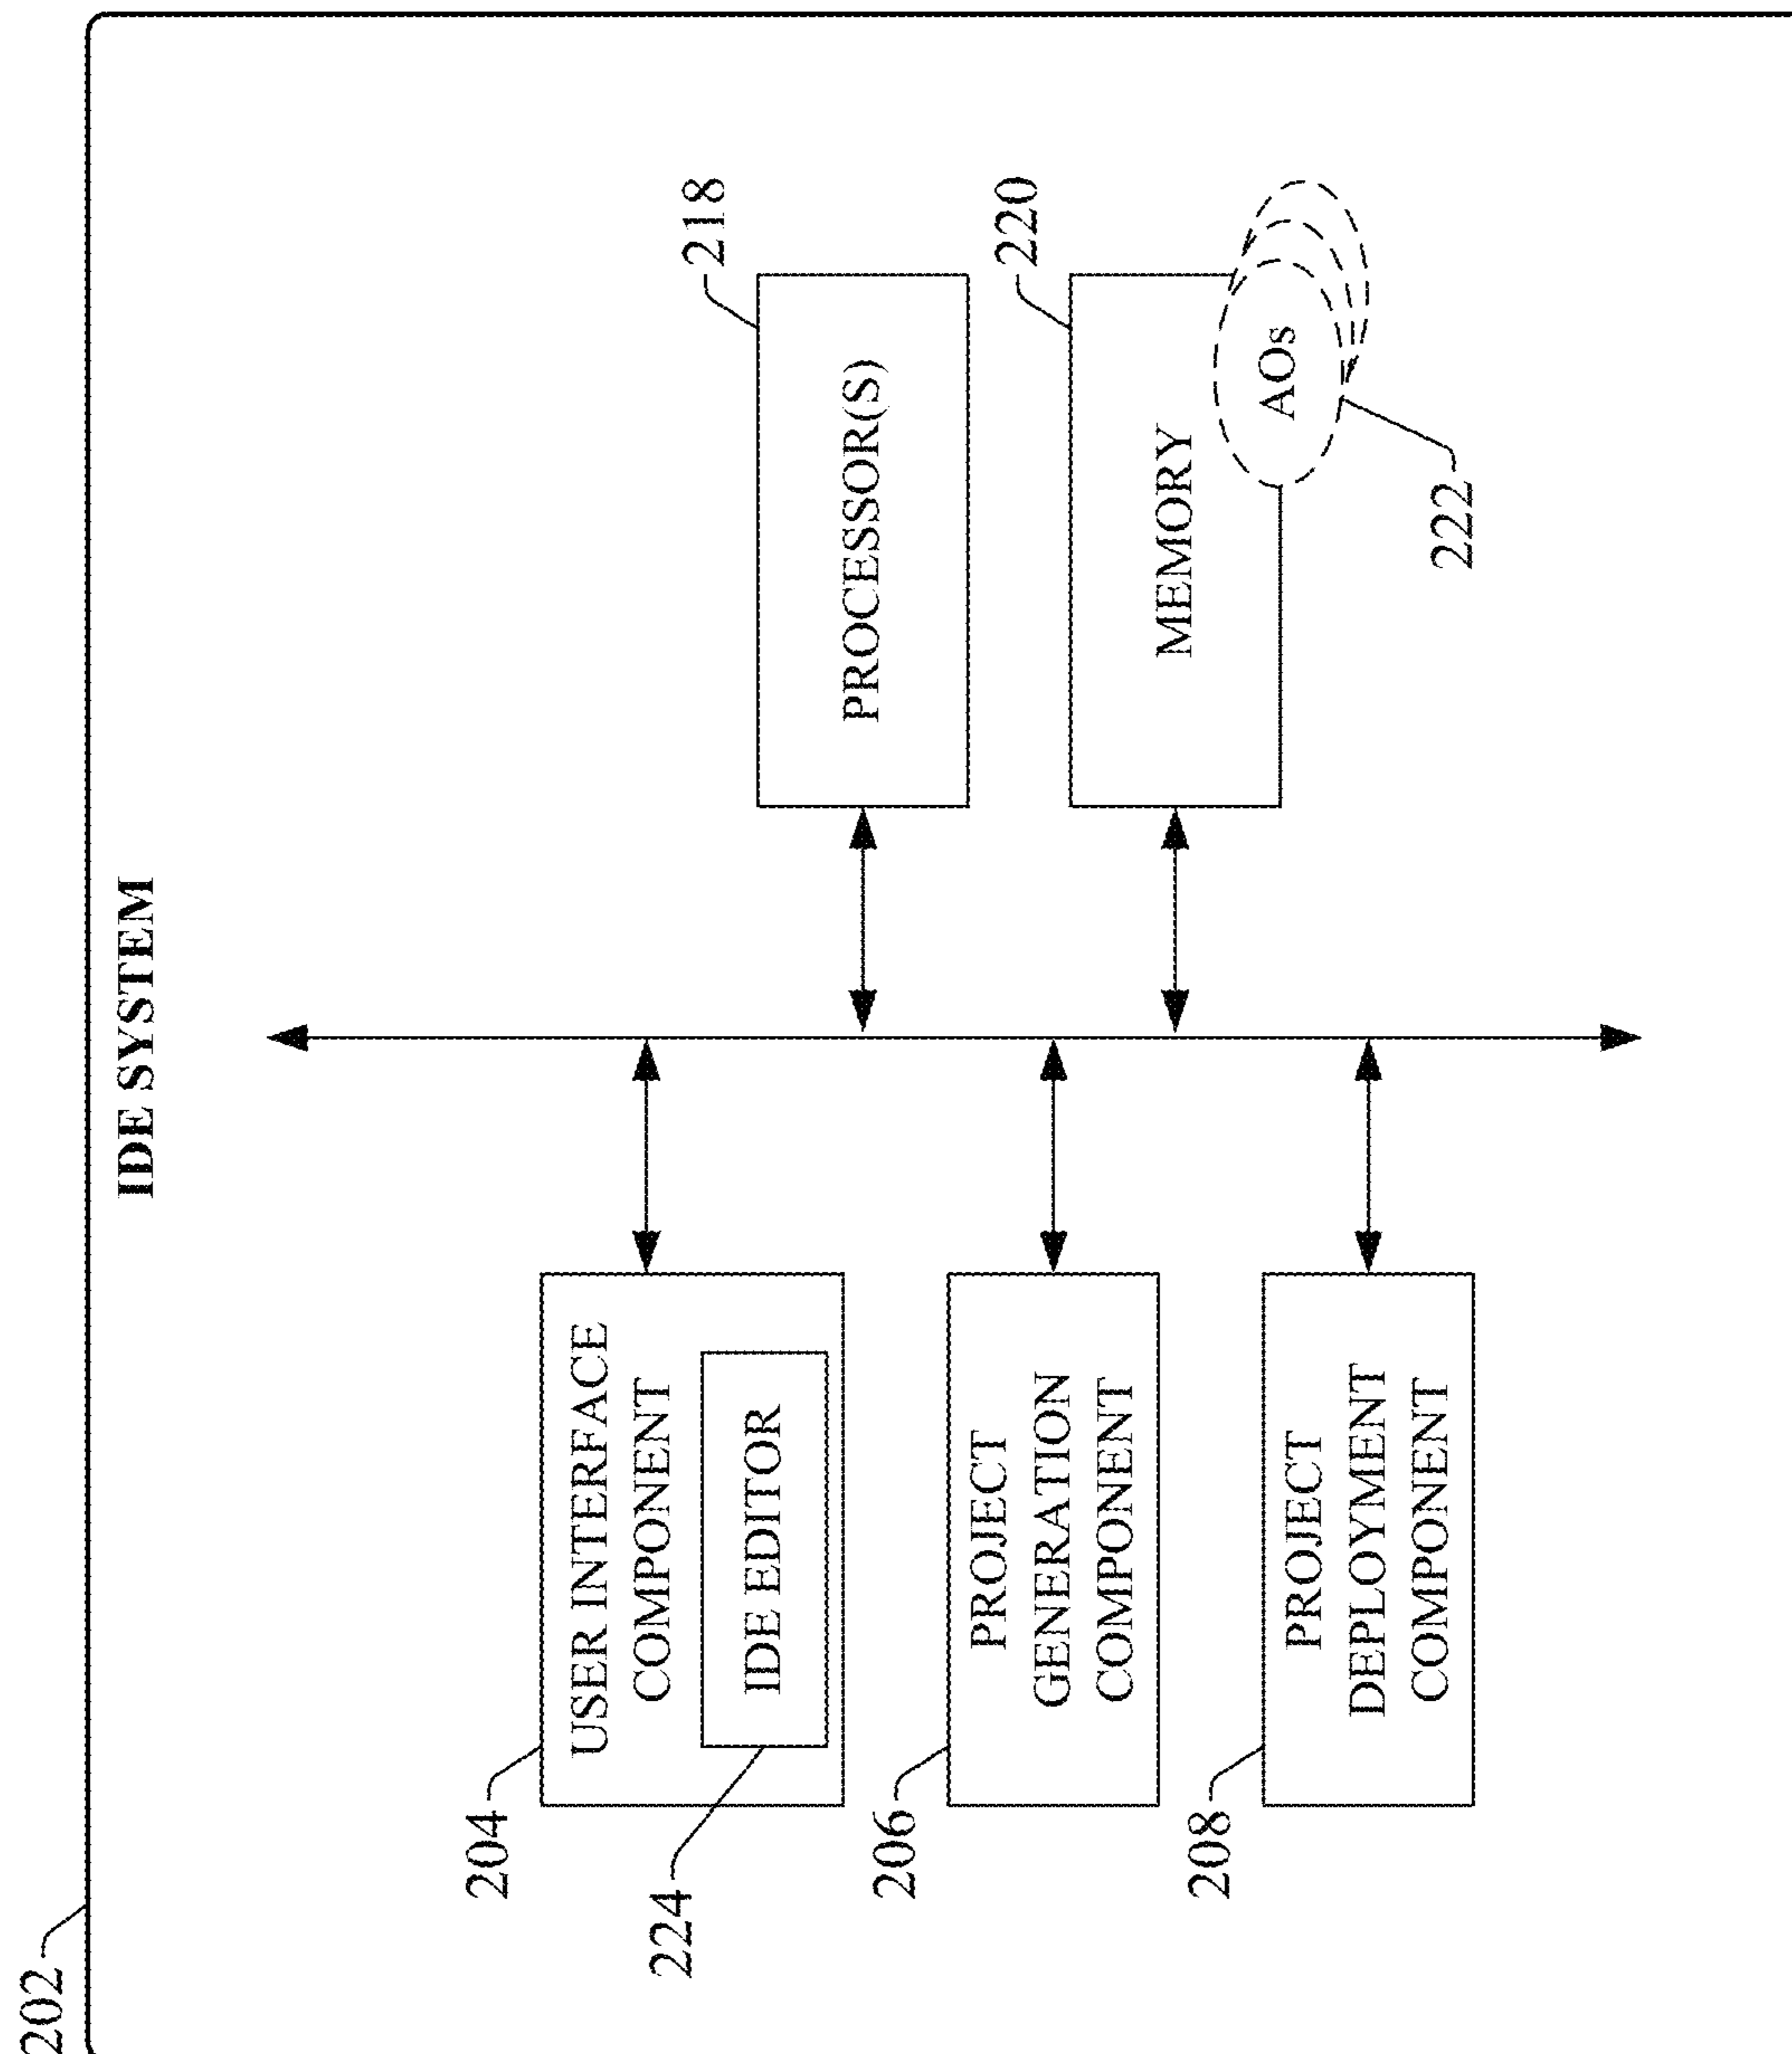 202
IDE SYSTEM
204
USER INTERFACE
COMPONENT
224
IDE EDITOR
206
PROJECT
GENERATION
COMPONENT
208
PROJECT
DEPLOYMENT
COMPONENT
218
PROCESSOR(S)
220
MEMORY
AOs
222